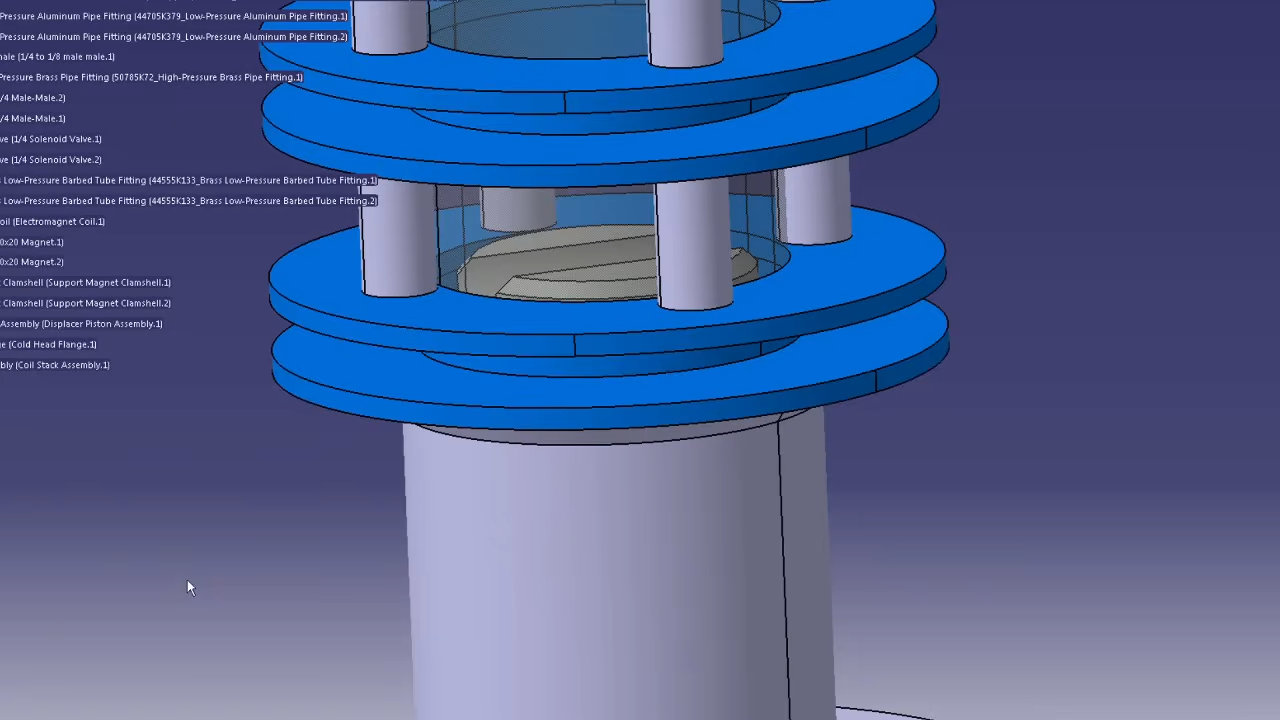 Pressure Aluminum Pipe Fitting (44705K379_Low-Pressure Aluminum Pipe Fitting.1)
Pressure Aluminum Pipe Fitting (44705K379_Low-Pressure Aluminum Pipe Fitting.2)
(1/4 to 1/8 male male.1)
Pressure Brass Pipe Fitting (50785K72_High-Pressure Brass Pipe Fitting.1)
/4 Male-Male.2)
/4 Male-Male.1)
(1/4 Solenoid Valve.1)
(1/4 Solenoid Valve.2)
Low-Pressure Barbed Tube Fitting (44555K133_Brass Low-Pressure Barbed Tube Fitting.1)
Low-Pressure Barbed Tube Fitting (44555K133_Brass Low-Pressure Barbed Tube Fitting.2)
oil (Electromagnet Coil.1)
0x20 Magnet.1)
0x20 Magnet.2)
Clamshell (Support Magnet Clamshell.1)
Clamshell (Support Magnet Clamshell.2)
Assembly (Displacer Piston Assembly.1)
(Cold Head Flange.1)
bly (Coil Stack Assembly.1)